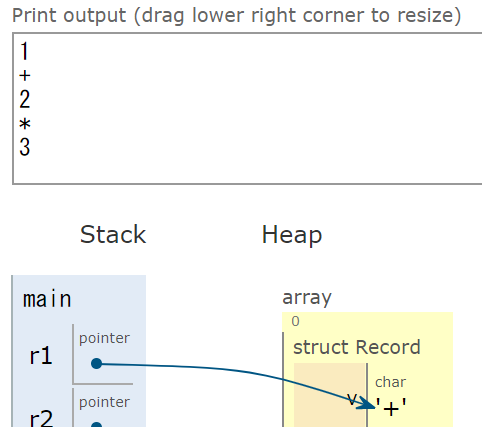 Print output (drag lower right corner to resize)
1
+
2
*
3
Stack Heap
main
array
0
r1 pointer
struct Record
char
v '+'
r2 pointer